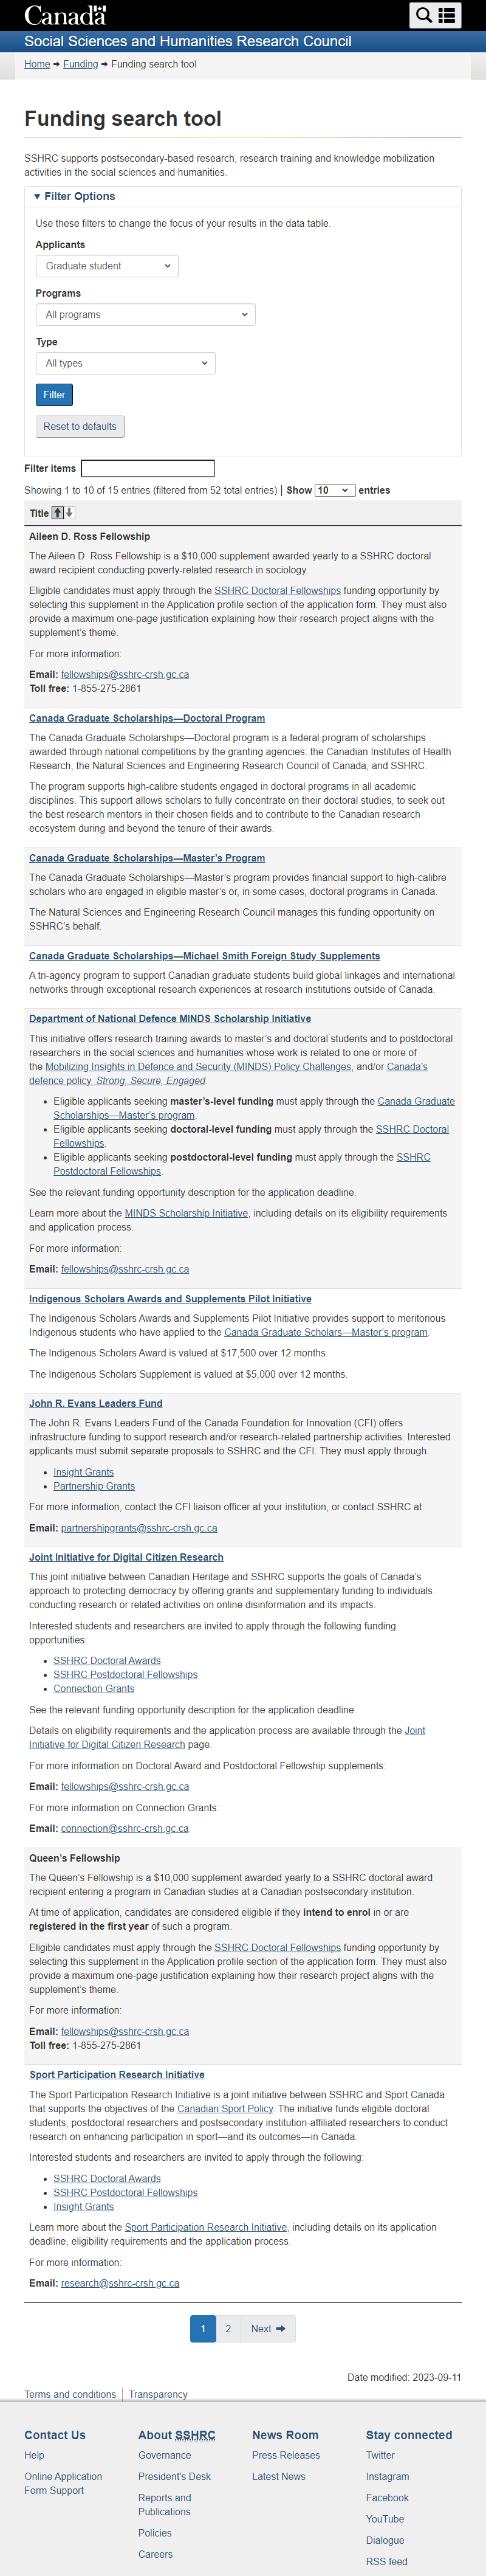 Canada
Social Sciences and Humanities Research Council
Home ➔ Funding ➔ Funding search tool
Funding search tool
SSHRC supports postsecondary-based research, research training and knowledge mobilization
activities in the social sciences and humanities.
▼ Filter Options
Use these filters to change the focus of your results in the data table.
Applicants
Graduate student
Programs
All programs
Type
All types
Filter
Reset to defaults
Filter items
Showing 1 to 10 of 15 entries (filtered from 52 total entries) | Show 10 entries
Title
Aileen D. Ross Fellowship
The Aileen D. Ross Fellowship is a $10,000 supplement awarded yearly to a SSHRC doctoral
award recipient conducting poverty-related research in sociology.
Eligible candidates must apply through the SSHRC Doctoral Fellowships funding opportunity by
selecting this supplement in the Application profile section of the application form. They must also
provide a maximum one-page justification explaining how their research project aligns with the
supplement's theme.
For more information:
Email: fellowships@sshrc-crsh.gc.ca
Toll free: 1-855-275-2861
Canada Graduate Scholarships—Doctoral Program
The Canada Graduate Scholarships—Doctoral program is a federal program of scholarships
awarded through national competitions by the granting agencies: the Canadian Institutes of Health
Research, the Natural Sciences and Engineering Research Council of Canada, and SSHRC.
The program supports high-calibre students engaged in doctoral programs in all academic
disciplines. This support allows scholars to fully concentrate on their doctoral studies, to seek out
the best research mentors in their chosen fields and to contribute to the Canadian research
ecosystem during and beyond the tenure of their awards.
Canada Graduate Scholarships—Master's Program
The Canada Graduate Scholarships—Master's program provides financial support to high-calibre
scholars who are engaged in eligible master's or, in some cases, doctoral programs in Canada.
The Natural Sciences and Engineering Research Council manages this funding opportunity on
SSHRC's behalf.
Canada Graduate Scholarships—Michael Smith Foreign Study Supplements
A tri-agency program to support Canadian graduate students build global linkages and international
networks through exceptional research experiences at research institutions outside of Canada.
Department of National Defence MINDS Scholarship Initiative
This initiative offers research training awards to master's and doctoral students and to postdoctoral
researchers in the social sciences and humanities whose work is related to one or more of
the Mobilizing Insights in Defence and Security (MINDS) Policy Challenges, and/or Canada's
defence policy, Strong, Secure, Engaged.
• Eligible applicants seeking master's-level funding must apply through the Canada Graduate
Scholarships—Master's program.
• Eligible applicants seeking doctoral-level funding must apply through the SSHRC Doctoral
Fellowships.
• Eligible applicants seeking postdoctoral-level funding must apply through the SSHRC
Postdoctoral Fellowships.
See the relevant funding opportunity description for the application deadline.
Learn more about the MINDS Scholarship Initiative, including details on its eligibility requirements
and application process.
For more information:
Email: fellowships@sshrc-crsh.gc.ca
Indigenous Scholars Awards and Supplements Pilot Initiative
The Indigenous Scholars Awards and Supplements Pilot Initiative provides support to meritorious
Indigenous students who have applied to the Canada Graduate Scholars—Master's program.
The Indigenous Scholars Award is valued at $17,500 over 12 months.
The Indigenous Scholars Supplement is valued at $5,000 over 12 months.
John R. Evans Leaders Fund
The John R. Evans Leaders Fund of the Canada Foundation for Innovation (CFI) offers
infrastructure funding to support research and/or research-related partnership activities. Interested
applicants must submit separate proposals to SSHRC and the CFI. They must apply through:
• Insight Grants
• Partnership Grants
For more information, contact the CFI liaison officer at your institution, or contact SSHRC at:
Email: partnershipgrants@sshrc-crsh.gc.ca
Joint Initiative for Digital Citizen Research
This joint initiative between Canadian Heritage and SSHRC supports the goals of Canada's
approach to protecting democracy by offering grants and supplementary funding to individuals
conducting research or related activities on online disinformation and its impacts.
Interested students and researchers are invited to apply through the following funding
opportunities:
• SSHRC Doctoral Awards
• SSHRC Postdoctoral Fellowships
• Connection Grants
See the relevant funding opportunity description for the application deadline.
Details on eligibility requirements and the application process are available through the Joint
Initiative for Digital Citizen Research page.
For more information on Doctoral Award and Postdoctoral Fellowship supplements:
Email: fellowships@sshrc-crsh.gc.ca
For more information on Connection Grants:
Email: connection@sshrc-crsh.gc.ca
Queen's Fellowship
The Queen's Fellowship is a $10,000 supplement awarded yearly to a SSHRC doctoral award
recipient entering a program in Canadian studies at a Canadian postsecondary institution.
At time of application, candidates are considered eligible if they intend to enrol in or are
registered in the first year of such a program.
Eligible candidates must apply through the SSHRC Doctoral Fellowships funding opportunity by
selecting this supplement in the Application profile section of the application form. They must also
provide a maximum one-page justification explaining how their research project aligns with the
supplement's theme.
For more information:
Email: fellowships@sshrc-crsh.gc.ca
Toll free: 1-855-275-2861
Sport Participation Research Initiative
The Sport Participation Research Initiative is a joint initiative between SSHRC and Sport Canada
that supports the objectives of the Canadian Sport Policy. The initiative funds eligible doctoral
students, postdoctoral researchers and postsecondary institution-affiliated researchers to conduct
research on enhancing participation in sport—and its outcomes—in Canada.
Interested students and researchers are invited to apply through the following:
• SSHRC Doctoral Awards
• SSHRC Postdoctoral Fellowships
• Insight Grants
Learn more about the Sport Participation Research Initiative, including details on its application
deadline, eligibility requirements and the application process.
For more information:
Email: research@sshrc-crsh.gc.ca
1 2 Next ➔
Date modified: 2023-09-11
Terms and conditions | Transparency
Contact Us
Help
Online Application
Form Support
About SSHRC
Governance
President's Desk
Reports and
Publications
Policies
Careers
News Room
Press Releases
Latest News
Stay connected
Twitter
Instagram
Facebook
YouTube
Dialogue
RSS feed